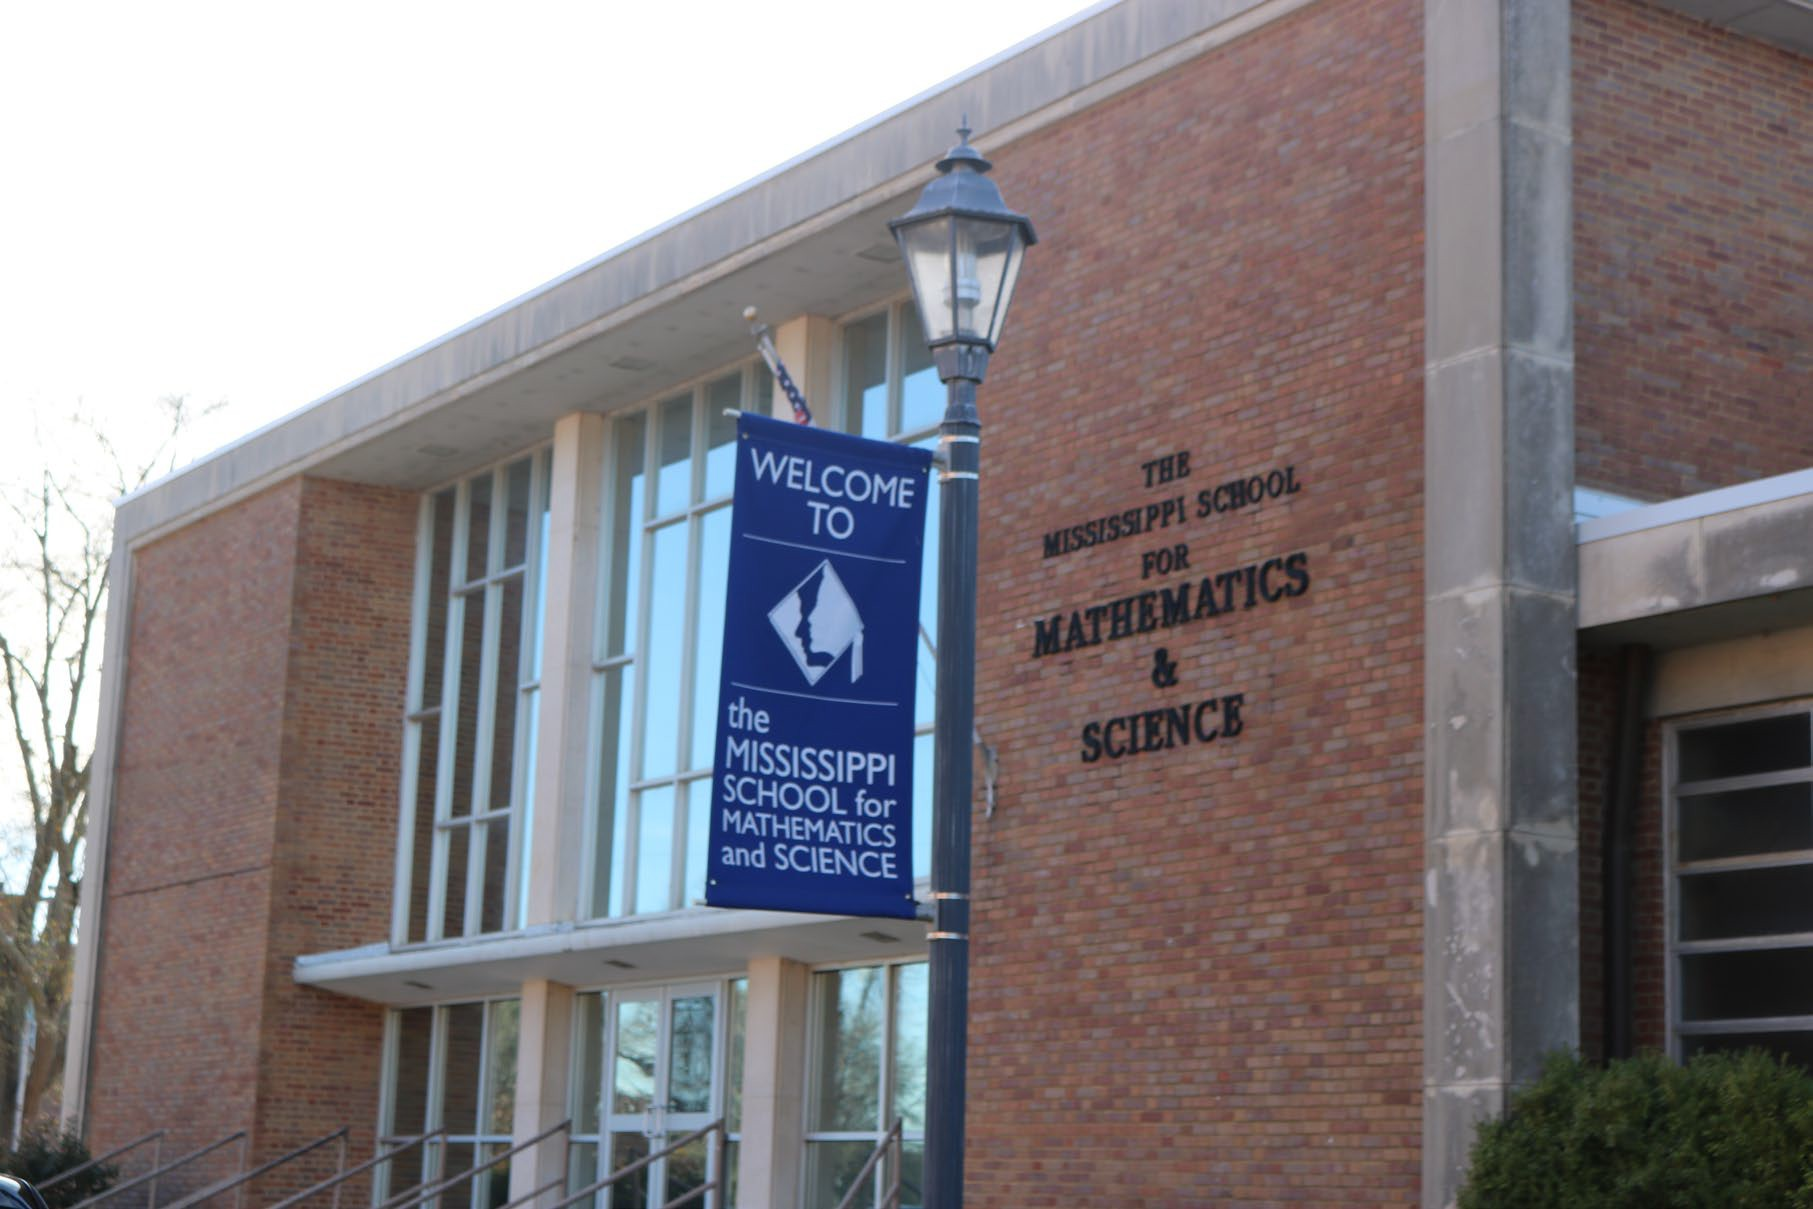 WELCOME
TO
the
MISSISSIPPI
SCHOOL for
MATHEMATICS
and SCIENCE
THE
MISSISSIPPI SCHOOL
FOR
MATHEMATICS
&
SCIENCE